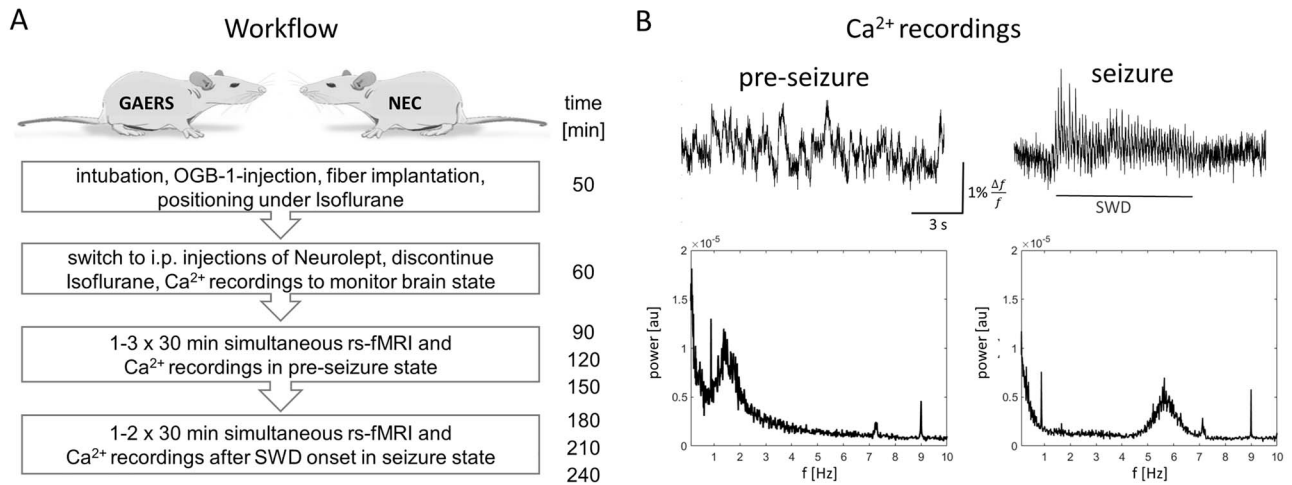 A
Workflow
GAERS
NEC
time
[min]
intubation, OGB-1-injection, fiber implantation,
positioning under Isoflurane
50
switch to i.p. injections of Neurolept, discontinue
Isoflurane, Ca²⁺ recordings to monitor brain state
60
1-3 x 30 min simultaneous rs-fMRI and
Ca²⁺ recordings in pre-seizure state
90
120
150
1-2 x 30 min simultaneous rs-fMRI and
Ca²⁺ recordings after SWD onset in seizure state
180
210
240
B
Ca²⁺ recordings
pre-seizure
seizure
1% Δf/f
3 s
SWD
2 ×10⁻⁵
1.5
1
0.5
0
power [au]
1 2 3 4 5 6 7 8 9 10
f [Hz]
2 ×10⁻⁵
1.5
1
0.5
0
power [au]
1 2 3 4 5 6 7 8 9 10
f [Hz]